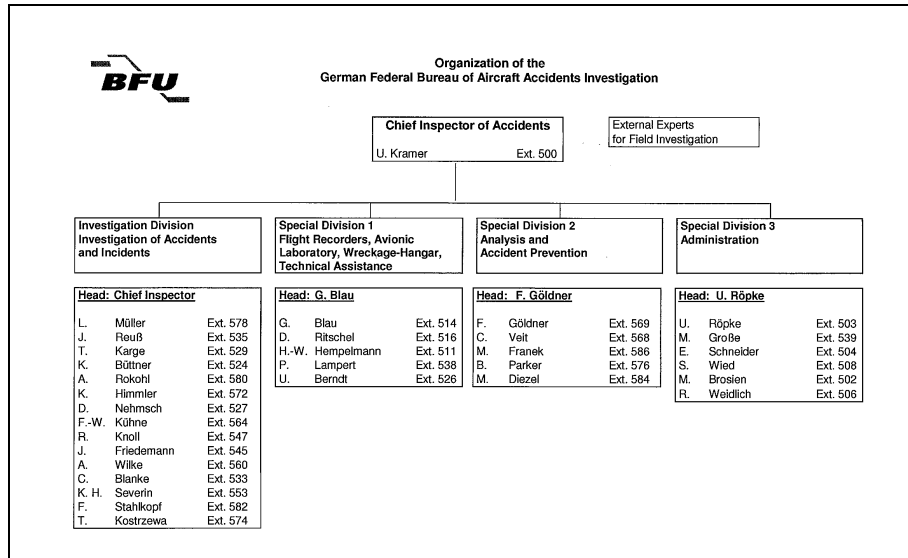 BFU
Organization of the
German Federal Bureau of Aircraft Accidents Investigation
Chief Inspector of Accidents
U. Kramer Ext. 500
External Experts
for Field Investigation
Investigation Division
Investigation of Accidents
and Incidents
Special Division 1
Flight Recorders, Avionic
Laboratory, Wreckage-Hangar,
Technical Assistance
Special Division 2
Analysis and
Accident Prevention
Special Division 3
Administration
Head: Chief Inspector
L. Müller Ext. 578
J. Reuß Ext. 535
T. Karge Ext. 529
K. Büttner Ext. 524
A. Rokohl Ext. 580
K. Himmler Ext. 572
D. Nehmsch Ext. 527
F.-W. Kühne Ext. 564
R. Knoll Ext. 547
J. Friedemann Ext. 545
A. Wilke Ext. 560
C. Blanke Ext. 533
K. H. Severin Ext. 553
F. Stahlkopf Ext. 582
T. Kostrzewa Ext. 574
Head: G. Blau
G. Blau Ext. 514
D. Ritschel Ext. 516
H.-W. Hempelmann Ext. 511
P. Lampert Ext. 538
U. Berndt Ext. 526
Head: F. Göldner
F. Göldner Ext. 569
C. Veit Ext. 568
M. Franek Ext. 586
B. Parker Ext. 576
M. Diezel Ext. 584
Head: U. Röpke
U. Röpke Ext. 503
M. Große Ext. 539
E. Schneider Ext. 504
S. Wied Ext. 508
M. Brosien Ext. 502
R. Weidlich Ext. 506